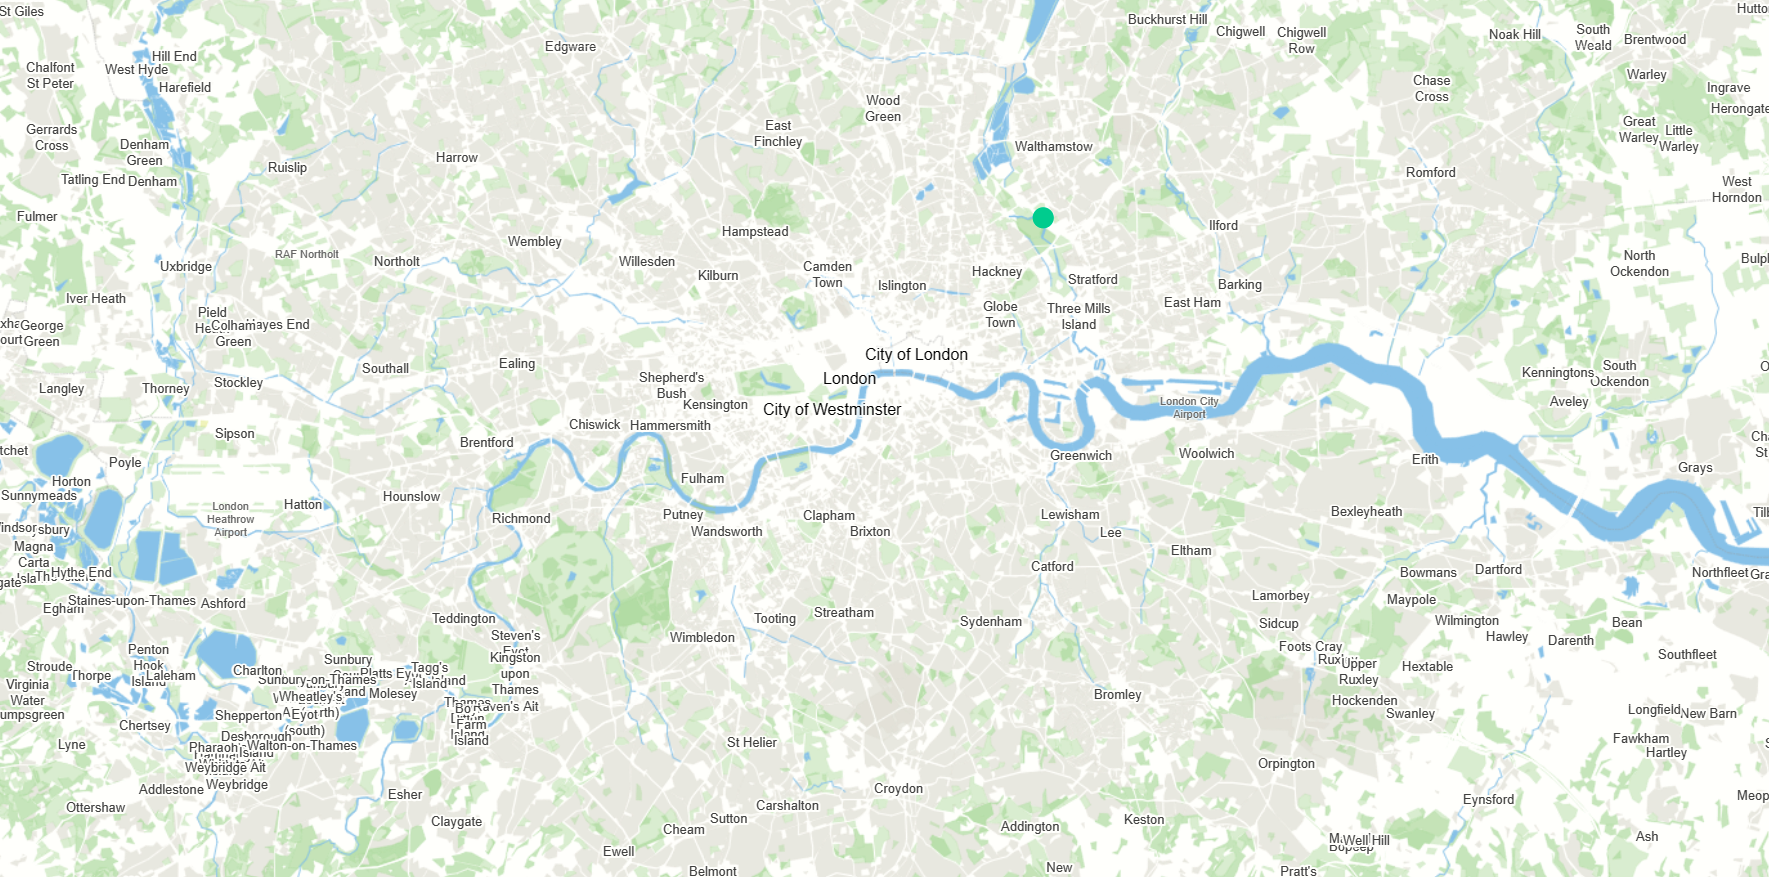 St Giles
Buckhurst Hill
Chigwell
Chigwell
Row
Noak Hill
South
Weald
Brentwood
Hutto
Edgware
Hill End
West Hyde
Harefield
Chalfont
St Peter
Chase
Cross
Warley
Ingrave
Herongate
Wood
Green
East
Finchley
Gerrards
Cross
Denham
Green
Great
Warley
Little
Warley
Walthamstow
Harrow
Ruislip
Romford
Tatling End
Denham
West
Horndon
Fulmer
Hampstead
Ilford
Wembley
RAF Northolt
Northolt
Uxbridge
Willesden
Kilburn
Camden
Town
Islington
Hackney
Stratford
Barking
East Ham
North
Ockendon
Bulp
Iver Heath
Globe
Town
Three Mills
Island
Pield
George
Green
Green
Hayes End
City of London
London
City of Westminster
Ealing
Southall
Stockley
Thorney
Langley
Shepherd's
Bush
Kensington
Kenningtons
South
Ockendon
Aveley
London City
Airport
Chiswick
Hammersmith
Brentford
Sipson
Poyle
Horton
Sunnymeads
Greenwich
Woolwich
Erith
Grays
Fulham
Hounslow
Hatton
London
Heathrow
Airport
Richmond
Putney
Wandsworth
Clapham
Brixton
Lewisham
Lee
Bexleyheath
Eltham
Catford
Magna
Carta
Hythe End
Bowmans
Dartford
Northfleet
Staines-upon-Thames
Ashford
Egham
Lamorbey
Maypole
Teddington
Tooting
Streatham
Sydenham
Wimbledon
Sidcup
Wilmington
Hawley
Darenth
Bean
Southfleet
Steven's
Eyot
Kingston
upon
Thames
Penton
Hook
Island
Laleham
Thorpe
Stroude
Virginia
Water
Charlton
Sunbury
Sunbury-on-Thames
Platts Ey
Tagg's
Island
Molesey
Wheatley's
Eyot
(south)
Foots Cray
Upper
Ruxley
Hextable
Hockenden
Swanley
Longfield
New Barn
Fawkham
Hartley
Bromley
Raven's Ait
Farm
Island
Island
Shepperton
Chertsey
Desborough
Walton-on-Thames
Weybridge Ait
Weybridge
Addlestone
Lyne
Ottershaw
Esher
Claygate
St Helier
Croydon
Carshalton
Sutton
Cheam
Ewell
Belmont
Addington
Keston
New
Orpington
Eynsford
Meop
Well Hill
Ash
Pratt's